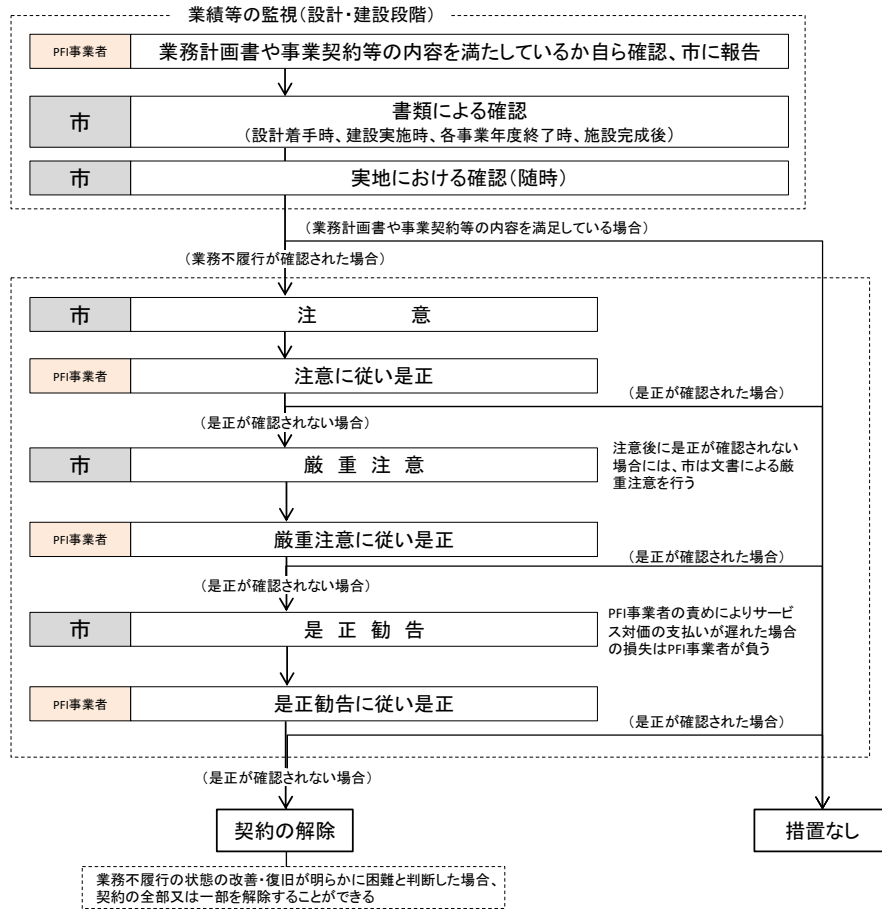 業績等の監視（設計・建設段階）
PFI事業者
業務計画書や事業契約等の内容を満たしているか自ら確認、市に報告
市
書類による確認
（設計着手時、建設実施時、各事業年度終了時、施設完成後）
市
実地における確認（随時）
（業務計画書や事業契約等の内容を満足している場合）
（業務不履行が確認された場合）
市
注　　　　意
PFI事業者
注意に従い是正
（是正が確認された場合）
（是正が確認されない場合）
市
厳 重 注 意
注意後に是正が確認されない
場合には、市は文書による厳
重注意を行う
PFI事業者
厳重注意に従い是正
（是正が確認された場合）
（是正が確認されない場合）
市
是 正 勧 告
PFI事業者の責めによりサービ
ス対価の支払いが遅れた場合
の損失はPFI事業者が負う
PFI事業者
是正勧告に従い是正
（是正が確認された場合）
（是正が確認されない場合）
契約の解除
措置なし
業務不履行の状態の改善・復旧が明らかに困難と判断した場合、
契約の全部又は一部を解除することができる